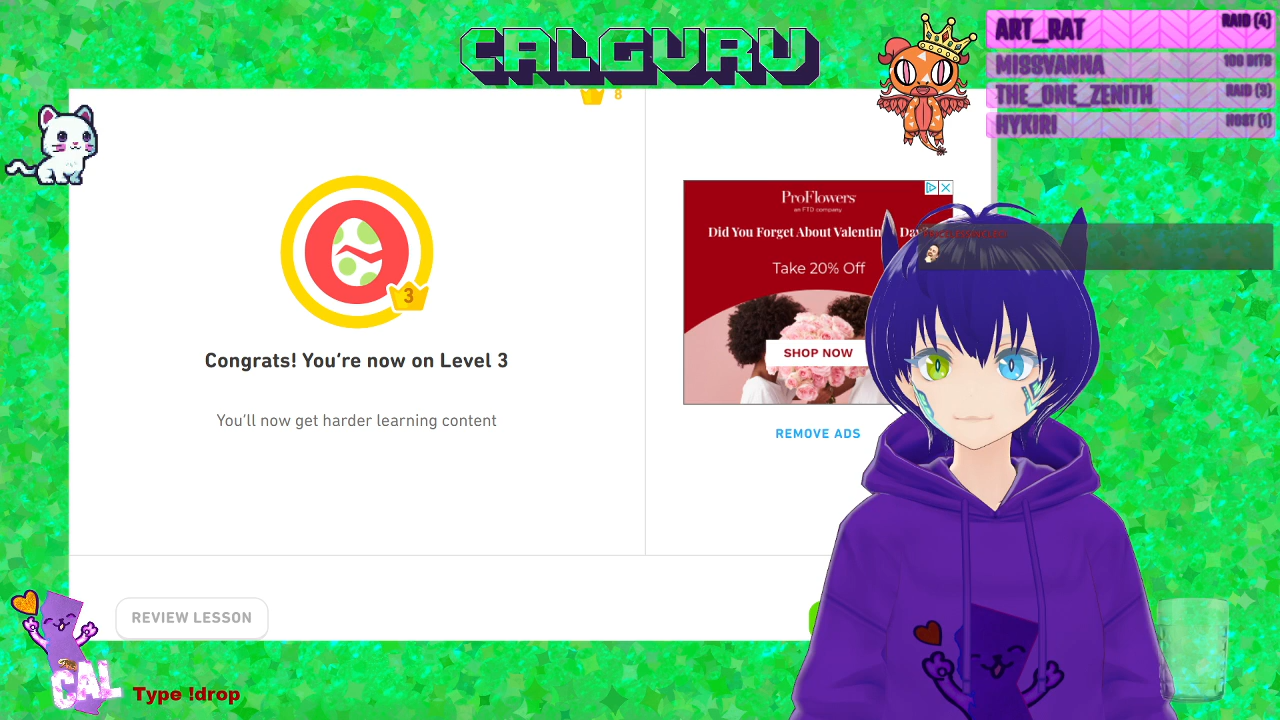 CALGURU
ART_RAT RAID (4)
MISSVANNA 100 BITS
THE_ONE_ZENITH RAID (3)
HYKIRI HOST (1)
8
3
Congrats! You're now on Level 3
You'll now get harder learning content
ProFlowers
an FTD company
Did You Forget About Valentin Day
Take 20% Off
SHOP NOW
REMOVE ADS
REVIEW LESSON
CAL
Type !drop